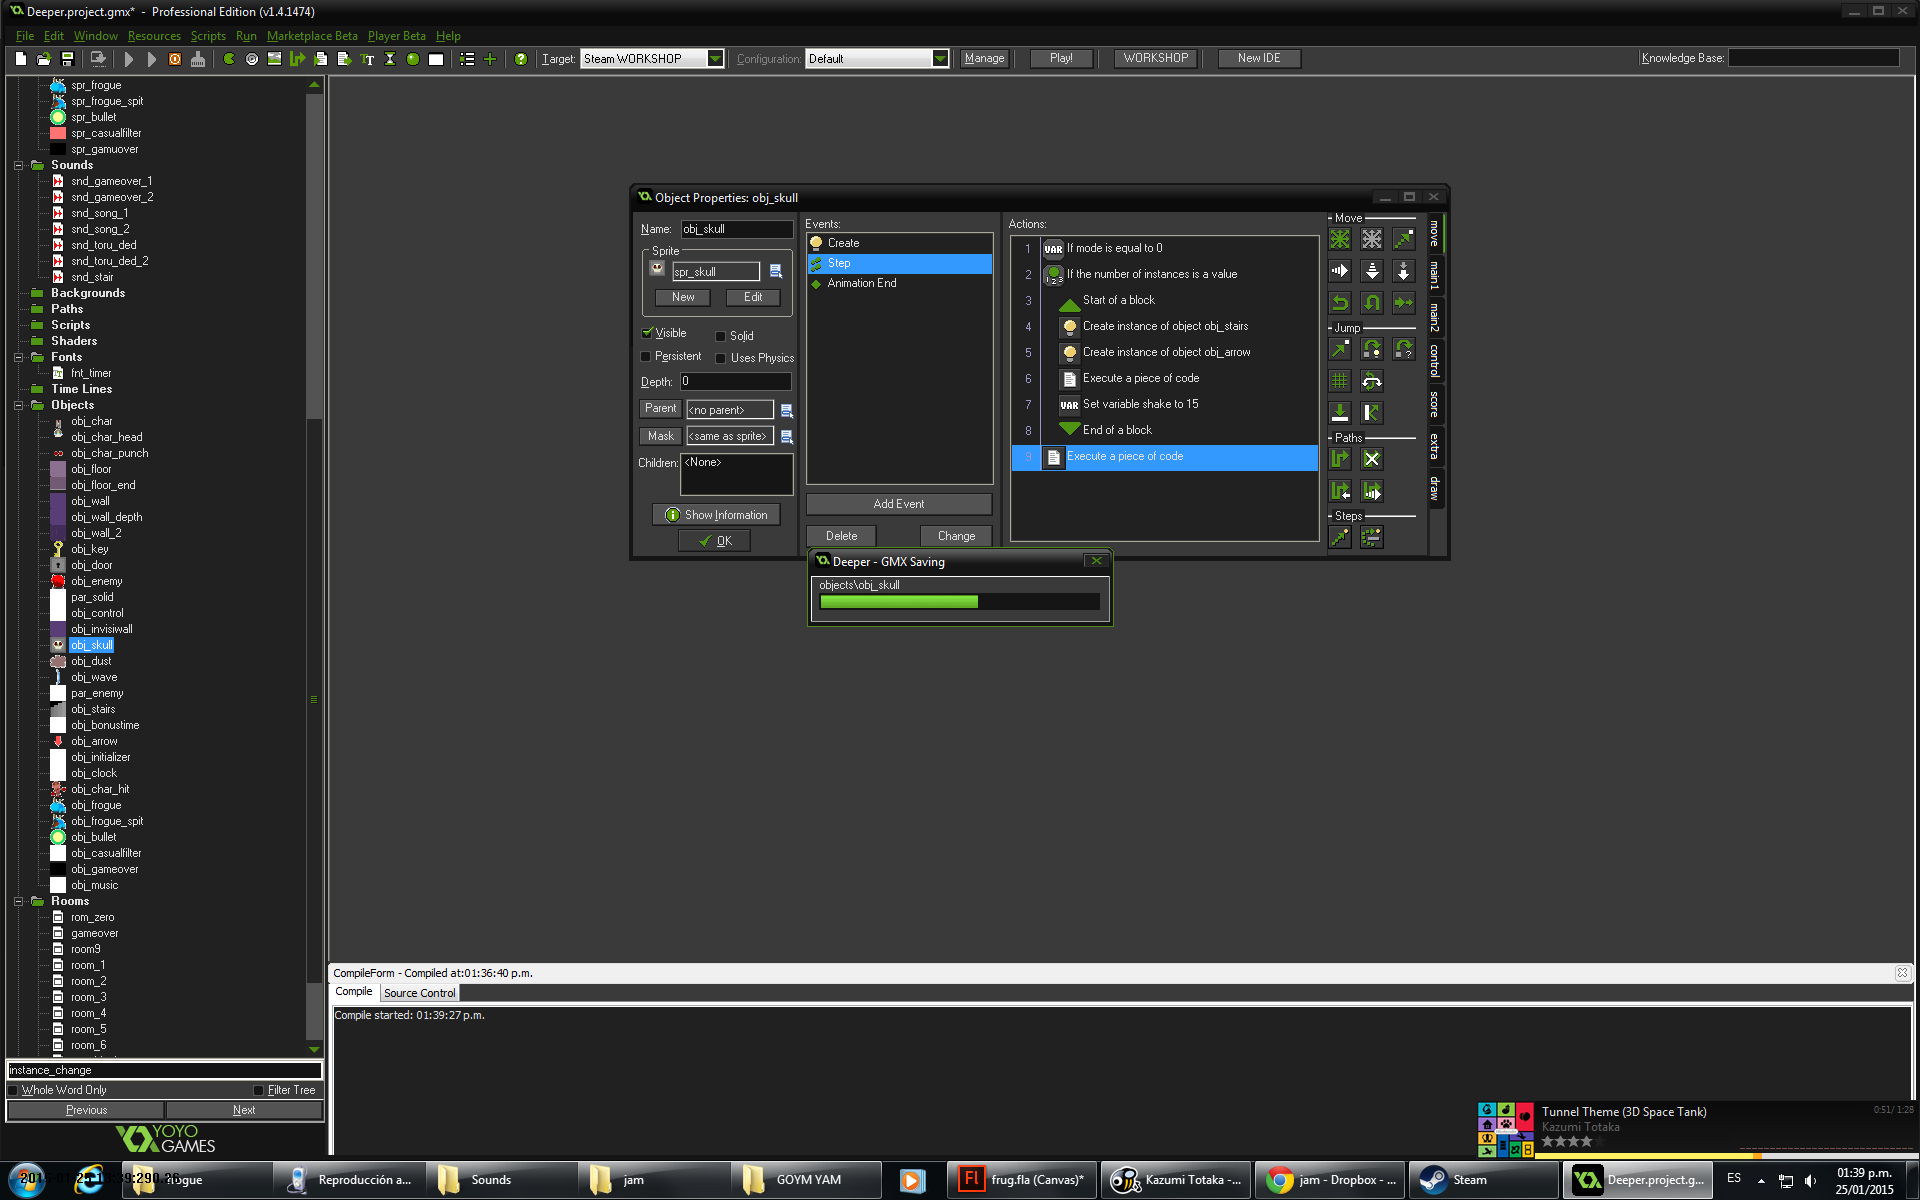 Deeper.project.gmx* - Professional Edition (v1.4.1474)
File Edit Window Resources Scripts Run Marketplace Beta Player Beta Help
Target: Steam WORKSHOP Configuration: Default Manage Play! WORKSHOP New IDE Knowledge Base:
spr_frogue
spr_frogue_spit
spr_bullet
spr_casualfilter
spr_gamuover
Sounds
snd_gameover_1
snd_gameover_2
snd_song_1
snd_song_2
snd_toru_ded
snd_toru_ded_2
snd_stair
Backgrounds
Paths
Scripts
Shaders
Fonts
fnt_timer
Time Lines
Objects
obj_char
obj_char_head
obj_char_punch
obj_floor
obj_floor_end
obj_wall
obj_wall_depth
obj_wall_2
obj_key
obj_door
obj_enemy
par_solid
obj_control
obj_invisiwall
obj_skull
obj_dust
obj_wave
par_enemy
obj_stairs
obj_bonustime
obj_arrow
obj_initializer
obj_clock
obj_char_hit
obj_frogue
obj_frogue_spit
obj_bullet
obj_casualfilter
obj_gameover
obj_music
Rooms
rom_zero
gameover
room9
room_1
room_2
room_3
room_4
room_5
room_6
instance_change
Whole Word Only Filter Tree
Previous Next
YOYO
GAMES
Object Properties: obj_skull
Name: obj_skull
Sprite
spr_skull
New Edit
Visible Solid
Persistent Uses Physics
Depth: 0
Parent <no parent>
Mask <same as sprite>
Children: <None>
Show Information
OK
Events:
Create
Step
Animation End
Add Event
Delete Change
Actions:
1 VAR If mode is equal to 0
2 If the number of instances is a value
3 Start of a block
4 Create instance of object obj_stairs
5 Create instance of object obj_arrow
6 Execute a piece of code
7 VAR Set variable shake to 15
8 End of a block
9 Execute a piece of code
Move
Jump
Paths
Steps
move
main1
main2
control
score
extra
draw
Deeper - GMX Saving
objects\obj_skull
CompileForm - Compiled at:01:36:40 p.m.
Compile Source Control
Compile started: 01:39:27 p.m.
Tunnel Theme (3D Space Tank) 0:51/ 1:28
Kazumi Totaka
Reproducción a...
Sounds
jam
GOYM YAM
frug.fla (Canvas)*
Kazumi Totaka -...
jam - Dropbox - ...
Steam
Deeper.project.g...
ES
01:39 p.m.
25/01/2015